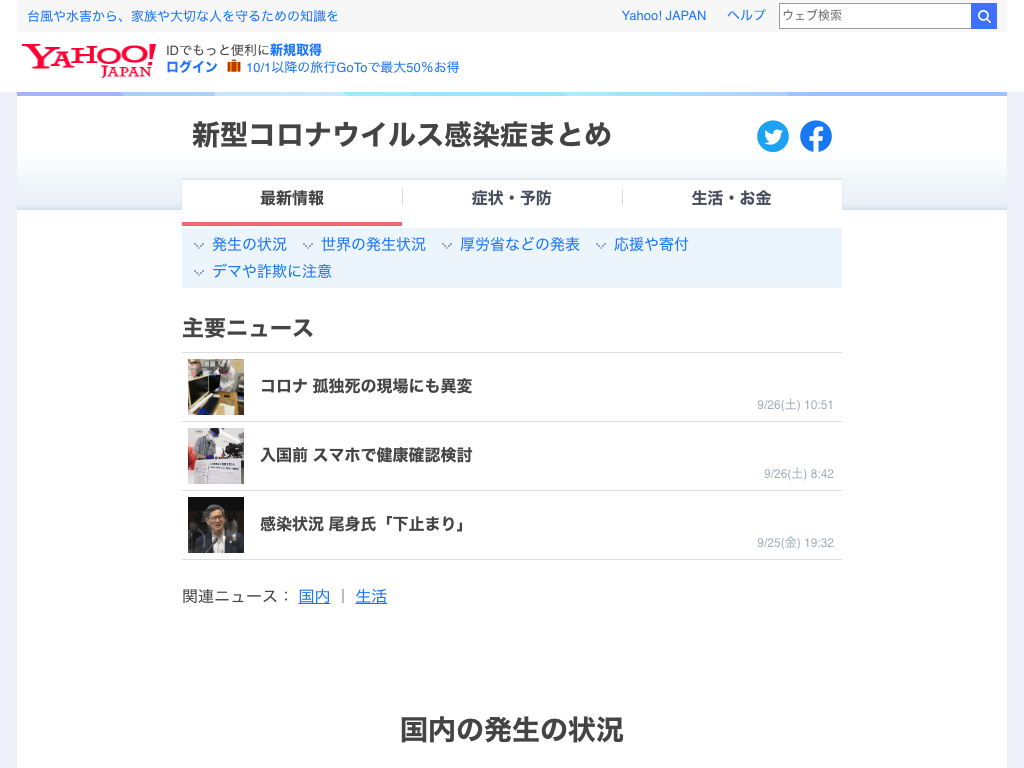 台風や水害から、家族や大切な人を守るための知識を
Yahoo! JAPAN ヘルプ ウェブ検索
YAHOO! JAPAN
IDでもっと便利に新規取得
ログイン 10/1以降の旅行GoToで最大50%お得
新型コロナウイルス感染症まとめ
最新情報 症状・予防 生活・お金
発生の状況 世界の発生状況 厚労省などの発表 応援や寄付
デマや詐欺に注意
主要ニュース
コロナ 孤独死の現場にも異変
9/26(土) 10:51
入国前 スマホで健康確認検討
9/26(土) 8:42
感染状況 尾身氏「下止まり」
9/25(金) 19:32
関連ニュース： 国内 | 生活
国内の発生の状況